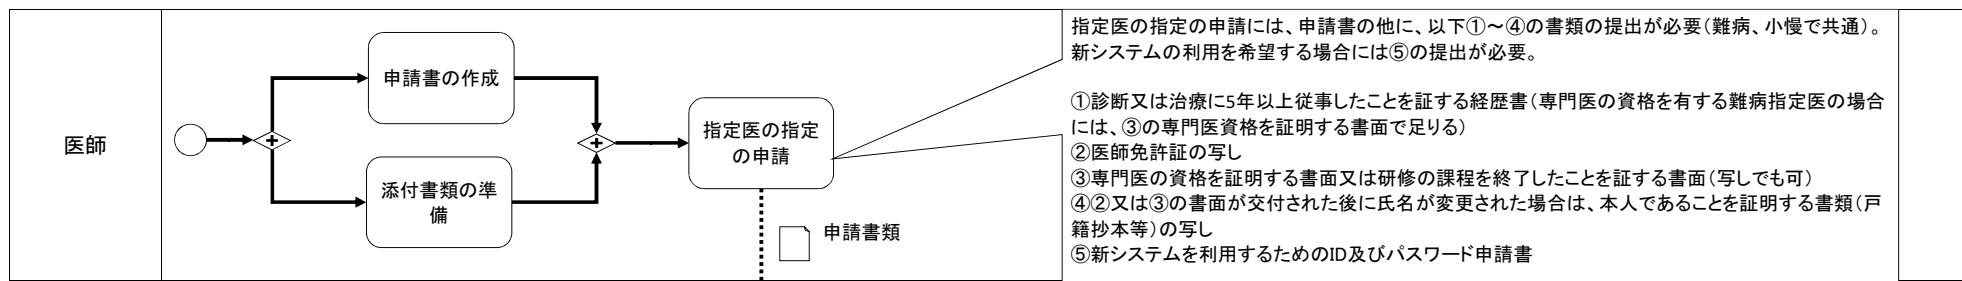 医師
申請書の作成
添付書類の準
備
指定医の指定
の申請
申請書類
指定医の指定の申請には、申請書の他に、以下①～④の書類の提出が必要（難病、小慢で共通）。
新システムの利用を希望する場合には⑤の提出が必要。
①診断又は治療に5年以上従事したことを証する経歴書（専門医の資格を有する難病指定医の場合
には、③の専門医資格を証明する書面で足りる）
②医師免許証の写し
③専門医の資格を証明する書面又は研修の課程を終了したことを証する書面（写しでも可）
④②又は③の書面が交付された後に氏名が変更された場合は、本人であることを証明する書類（戸
籍抄本等）の写し
⑤新システムを利用するためのID及びパスワード申請書